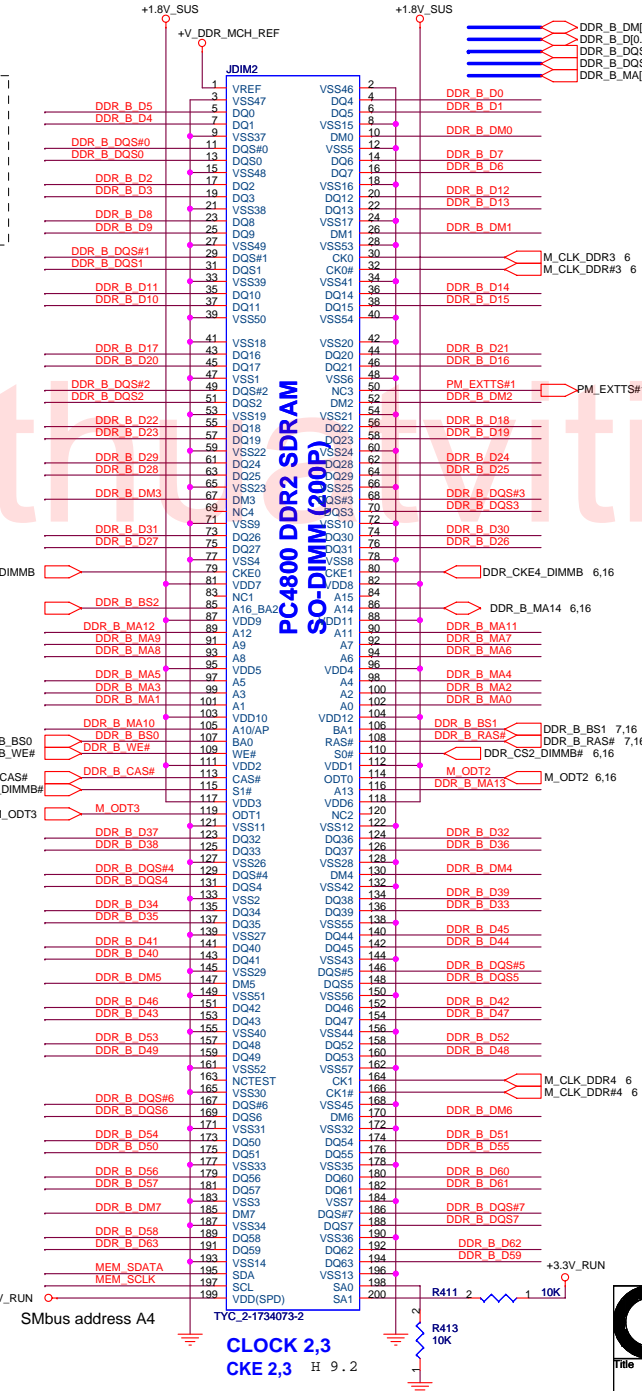 +1.8V_SUS
+1.8V_SUS
+V_DDR_MCH_REF
DDR_B_DM[
DDR_B_D[0.
DDR_B_DQS
DDR_B_DQS
DDR_B_MA[
JDIM2
1 VREF VSS46 2
3 VSS47 DQ4 4 DDR_B_D0
DDR_B_D5 5 DQ0 DQ5 6 DDR_B_D1
DDR_B_D4 7 DQ1 VSS15 8
9 VSS37 DM0 10 DDR_B_DM0
DDR_B_DQS#0 11 DQS#0 VSS5 12
DDR_B_DQS0 13 DQS0 DQ6 14 DDR_B_D7
15 VSS48 DQ7 16 DDR_B_D6
DDR_B_D2 17 DQ2 VSS16 18
DDR_B_D3 19 DQ3 DQ12 20 DDR_B_D12
21 VSS38 DQ13 22 DDR_B_D13
DDR_B_D8 23 DQ8 VSS17 24
DDR_B_D9 25 DQ9 DM1 26 DDR_B_DM1
27 VSS49 VSS53 28
DDR_B_DQS#1 29 DQS#1 CK0 30 M_CLK_DDR3 6
DDR_B_DQS1 31 DQS1 CK0# 32 M_CLK_DDR#3 6
33 VSS39 VSS41 34
DDR_B_D11 35 DQ10 DQ14 36 DDR_B_D14
DDR_B_D10 37 DQ11 DQ15 38 DDR_B_D15
39 VSS50 VSS54 40
41 VSS18 VSS20 42
DDR_B_D17 43 DQ16 DQ20 44 DDR_B_D21
DDR_B_D20 45 DQ17 DQ21 46 DDR_B_D16
47 VSS1 VSS6 48
DDR_B_DQS#2 49 DQS#2 NC3 50 PM_EXTTS#1 PM_EXTTS#
DDR_B_DQS2 51 DQS2 DM2 52 DDR_B_DM2
53 VSS19 VSS21 54
DDR_B_D22 55 DQ18 DQ22 56 DDR_B_D18
DDR_B_D23 57 DQ19 DQ23 58 DDR_B_D19
59 VSS22 VSS24 60
DDR_B_D29 61 DQ24 DQ28 62 DDR_B_D24
DDR_B_D28 63 DQ25 DQ29 64 DDR_B_D25
65 VSS23 VSS25 66
DDR_B_DM3 67 DM3 DQS#3 68 DDR_B_DQS#3
69 NC4 DQS3 70 DDR_B_DQS3
71 VSS9 VSS10 72
DDR_B_D31 73 DQ26 DQ30 74 DDR_B_D30
DDR_B_D27 75 DQ27 DQ31 76 DDR_B_D26
77 VSS4 VSS8 78
DIMMB 79 CKE0 CKE1 80 DDR_CKE4_DIMMB 6,16
81 VDD7 VDD8 82
83 NC1 A15 84
DDR_B_BS2 85 A16_BA2 A14 86 DDR_B_MA14 6,16
87 VDD9 VDD11 88
DDR_B_MA12 89 A12 A11 90 DDR_B_MA11
DDR_B_MA9 91 A9 A7 92 DDR_B_MA7
DDR_B_MA8 93 A8 A6 94 DDR_B_MA6
95 VDD5 VDD4 96
DDR_B_MA5 97 A5 A4 98 DDR_B_MA4
DDR_B_MA3 99 A3 A2 100 DDR_B_MA2
DDR_B_MA1 101 A1 A0 102 DDR_B_MA0
103 VDD10 VDD12 104
DDR_B_MA10 105 A10/AP BA1 106 DDR_B_BS1 DDR_B_BS1 7,16
B_BS0 DDR_B_BS0 107 BA0 RAS# 108 DDR_B_RAS# DDR_B_RAS# 7,16
B_WE# DDR_B_WE# 109 WE# S0# 110 DDR_CS2_DIMMB# 6,16
111 VDD2 VDD1 112
CAS# DDR_B_CAS# 113 CAS# ODT0 114 M_ODT2 M_ODT2 6,16
DIMMB# 115 S1# A13 116 DDR_B_MA13
117 VDD3 VDD6 118
M_ODT3 M_ODT3 119 ODT1 NC2 120
121 VSS11 VSS12 122
DDR_B_D37 123 DQ32 DQ36 124 DDR_B_D32
DDR_B_D38 125 DQ33 DQ37 126 DDR_B_D36
127 VSS26 VSS28 128
DDR_B_DQS#4 129 DQS#4 DM4 130 DDR_B_DM4
DDR_B_DQS4 131 DQS4 VSS42 132
133 VSS2 DQ38 134 DDR_B_D39
DDR_B_D34 135 DQ34 DQ39 136 DDR_B_D33
DDR_B_D35 137 DQ35 VSS55 138
139 VSS27 DQ44 140 DDR_B_D45
DDR_B_D41 141 DQ40 DQ45 142 DDR_B_D44
DDR_B_D40 143 DQ41 VSS43 144
145 VSS29 DQS#5 146 DDR_B_DQS#5
DDR_B_DM5 147 DM5 DQS5 148 DDR_B_DQS5
149 VSS51 VSS56 150
DDR_B_D46 151 DQ42 DQ46 152 DDR_B_D42
DDR_B_D43 153 DQ43 DQ47 154 DDR_B_D47
155 VSS40 VSS44 156
DDR_B_D53 157 DQ48 DQ52 158 DDR_B_D52
DDR_B_D49 159 DQ49 DQ53 160 DDR_B_D48
161 VSS52 VSS57 162
163 NCTEST CK1 164 M_CLK_DDR4 6
165 VSS30 CK1# 166 M_CLK_DDR#4 6
DDR_B_DQS#6 167 DQS#6 VSS45 168
DDR_B_DQS6 169 DQS6 DM6 170 DDR_B_DM6
171 VSS31 VSS32 172
DDR_B_D54 173 DQ50 DQ54 174 DDR_B_D51
DDR_B_D50 175 DQ51 DQ55 176 DDR_B_D55
177 VSS33 VSS35 178
DDR_B_D56 179 DQ56 DQ60 180 DDR_B_D60
DDR_B_D57 181 DQ57 DQ61 182 DDR_B_D61
183 VSS3 VSS7 184
DDR_B_DM7 185 DM7 DQS#7 186 DDR_B_DQS#7
187 VSS34 DQS7 188 DDR_B_DQS7
DDR_B_D58 189 DQ58 VSS36 190
DDR_B_D63 191 DQ59 DQ62 192 DDR_B_D62
193 VSS14 DQ63 194 DDR_B_D59
MEM_SDATA 195 SDA VSS13 196
MEM_SCLK 197 SCL SA0 198
V_RUN 199 VDD(SPD) SA1 200
PC4800 DDR2 SDRAM
SO-DIMM (200P)
+3.3V_RUN
R411 2 1 10K
SMbus address A4
TYC_2-1734073-2
2
R413
10K
1
CLOCK 2,3
CKE 2,3 H 9.2
Title
thuatviti